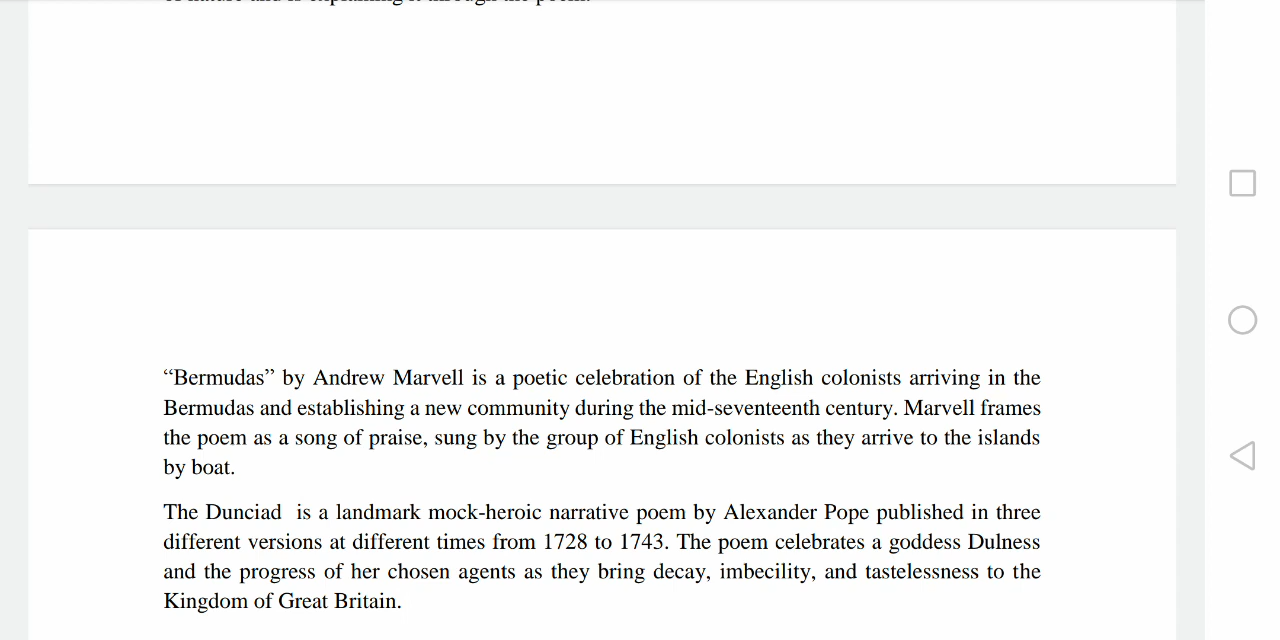 “Bermudas” by Andrew Marvell is a poetic celebration of the English colonists arriving in the
Bermudas and establishing a new community during the mid-seventeenth century. Marvell frames
the poem as a song of praise, sung by the group of English colonists as they arrive to the islands
by boat.
The Dunciad  is a landmark mock-heroic narrative poem by Alexander Pope published in three
different versions at different times from 1728 to 1743. The poem celebrates a goddess Dulness
and the progress of her chosen agents as they bring decay, imbecility, and tastelessness to the
Kingdom of Great Britain.